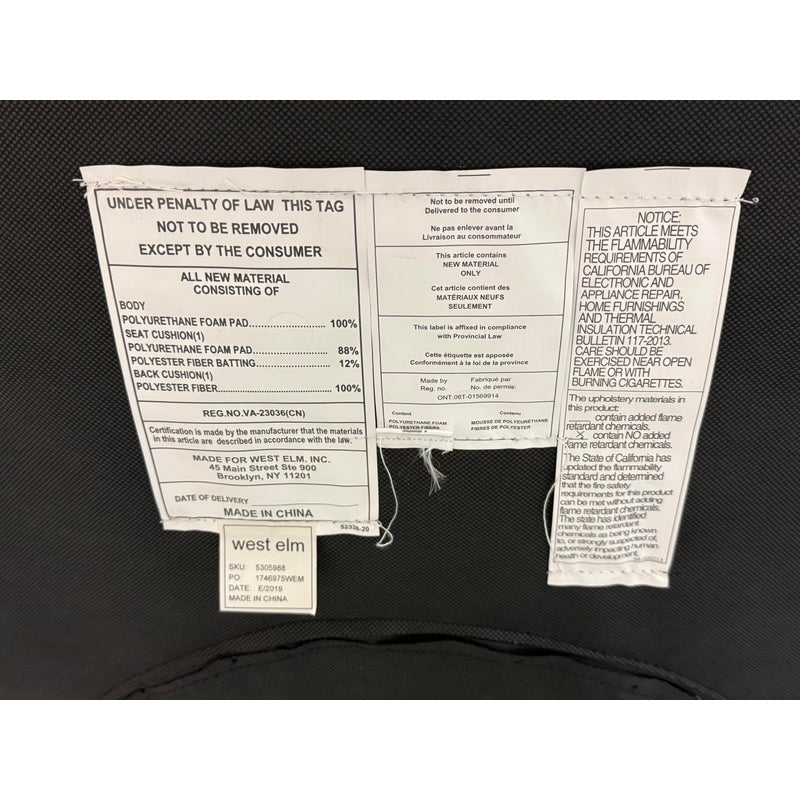 UNDER PENALTY OF LAW THIS TAG
NOT TO BE REMOVED
EXCEPT BY THE CONSUMER
ALL NEW MATERIAL
CONSISTING OF
BODY
POLYURETHANE FOAM PAD........................ 100%
SEAT CUSHION(1)
POLYURETHANE FOAM PAD........................ 88%
POLYESTER FIBER BATTING........................ 12%
BACK CUSHION(1)
POLYESTER FIBER........................ 100%
REG.NO.VA-23036(CN)
Certification is made by the manufacturer that the materials
in this article are described in accordance with the law.
MADE FOR WEST ELM. INC.
45 Main Street Ste 900
Brooklyn, NY 11201
DATE OF DELIVERY
MADE IN CHINA
52336-20
west elm
SKU: 5305988
PO: 1746975WEM
DATE: E/2019
MADE IN CHINA
Not to be removed until
Delivered to the consumer
Ne pas enlever avant la
Livraison au consommateur
This article contains
NEW MATERIAL
ONLY
Cet article contient des
MATÉRIAUX NEUFS
SEULEMENT
This label is affixed in compliance
with Provincial Law
Cette étiquette est apposée
Conformément à la loi de la province
Made by Fabriqué par
Reg. no. No. de permis:
ONT.06T-01569914
Content Contenu
POLYURETHANE FOAM MOUSSE DE POLYURÉTHANE
POLYESTER FIBERS FIBRES DE POLYESTER
NOTICE:
THIS ARTICLE MEETS
THE FLAMMABILITY
REQUIREMENTS OF
CALIFORNIA BUREAU OF
ELECTRONIC AND
APPLIANCE REPAIR,
HOME FURNISHINGS
AND THERMAL
INSULATION TECHNICAL
BULLETIN 117-2013.
CARE SHOULD BE
EXERCISED NEAR OPEN
FLAME OR WITH
BURNING CIGARETTES.
The upholstery materials in
this product:
contain added flame
retardant chemicals.
X contain NO added
flame retardant chemicals.
The State of California has
updated the flammability
standard and determined
that the fire safety
requirements for this product
can be met without adding
flame retardant chemicals.
The state has identified
many flame retardant
chemicals as being known
to, or strongly suspected of,
adversely impacting human
health or development.